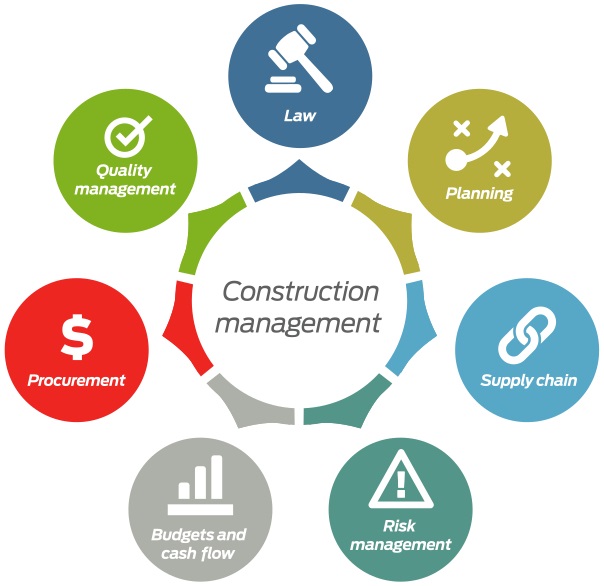 Law
Planning
Supply chain
Risk
management
Budgets and
cash flow
$
Procurement
Quality
management
Construction
management